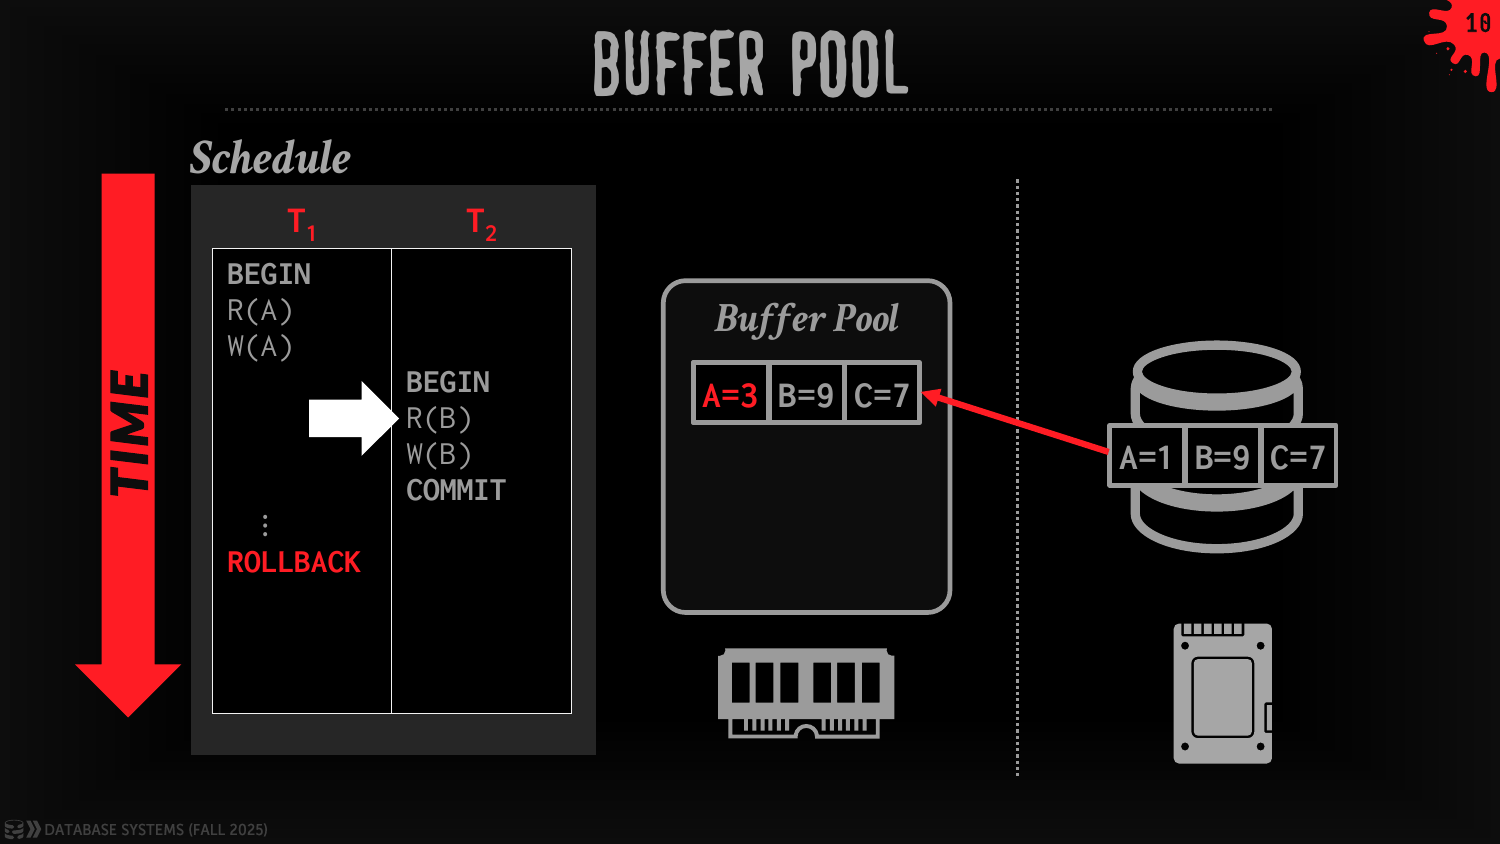 10
BUFFER POOL
Schedule
TIME
T1 T2
BEGIN
R(A)
W(A)
BEGIN
R(B)
W(B)
COMMIT
⋮
ROLLBACK
Buffer Pool
A=3 B=9 C=7
A=1 B=9 C=7
DATABASE SYSTEMS (FALL 2025)